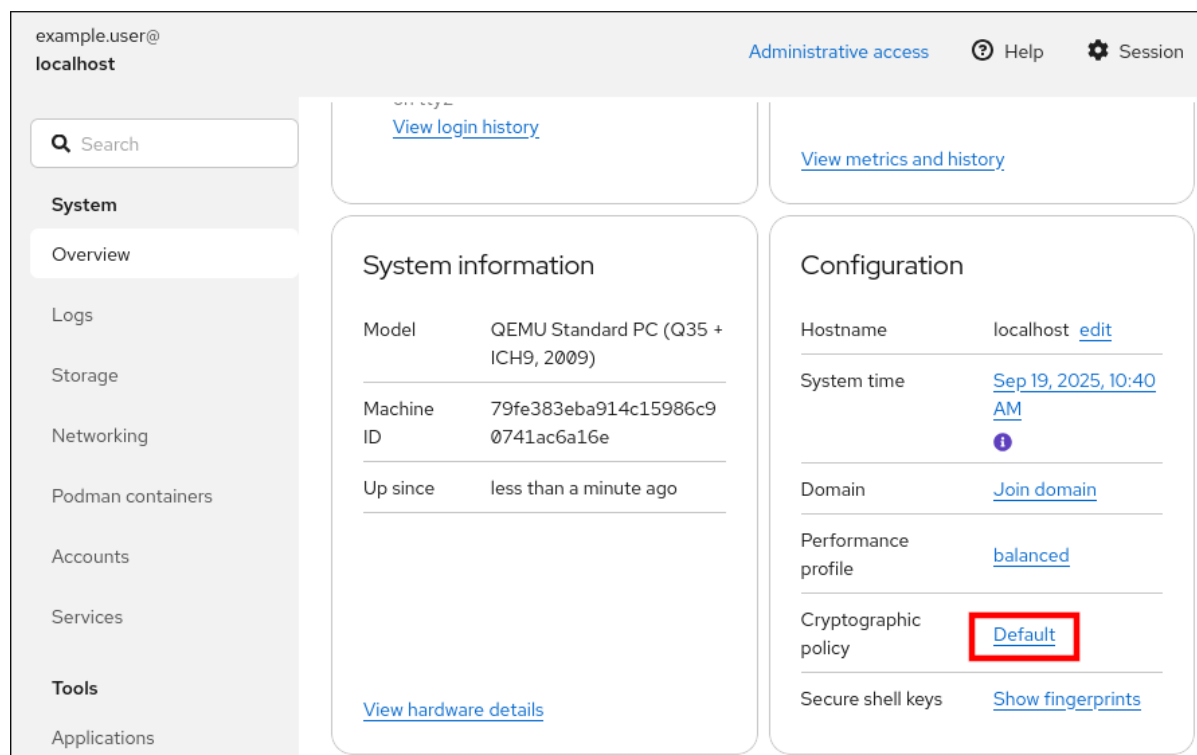 example.user@
localhost
Administrative access
Help
Session
Search
System
Overview
Logs
Storage
Networking
Podman containers
Accounts
Services
Tools
Applications
View login history
View metrics and history
System information
Model QEMU Standard PC (Q35 +
ICH9, 2009)
Machine 79fe383eba914c15986c9
ID 0741ac6a16e
Up since less than a minute ago
View hardware details
Configuration
Hostname localhost edit
System time Sep 19, 2025, 10:40
AM
Domain Join domain
Performance
profile
balanced
Cryptographic
policy
Default
Secure shell keys Show fingerprints